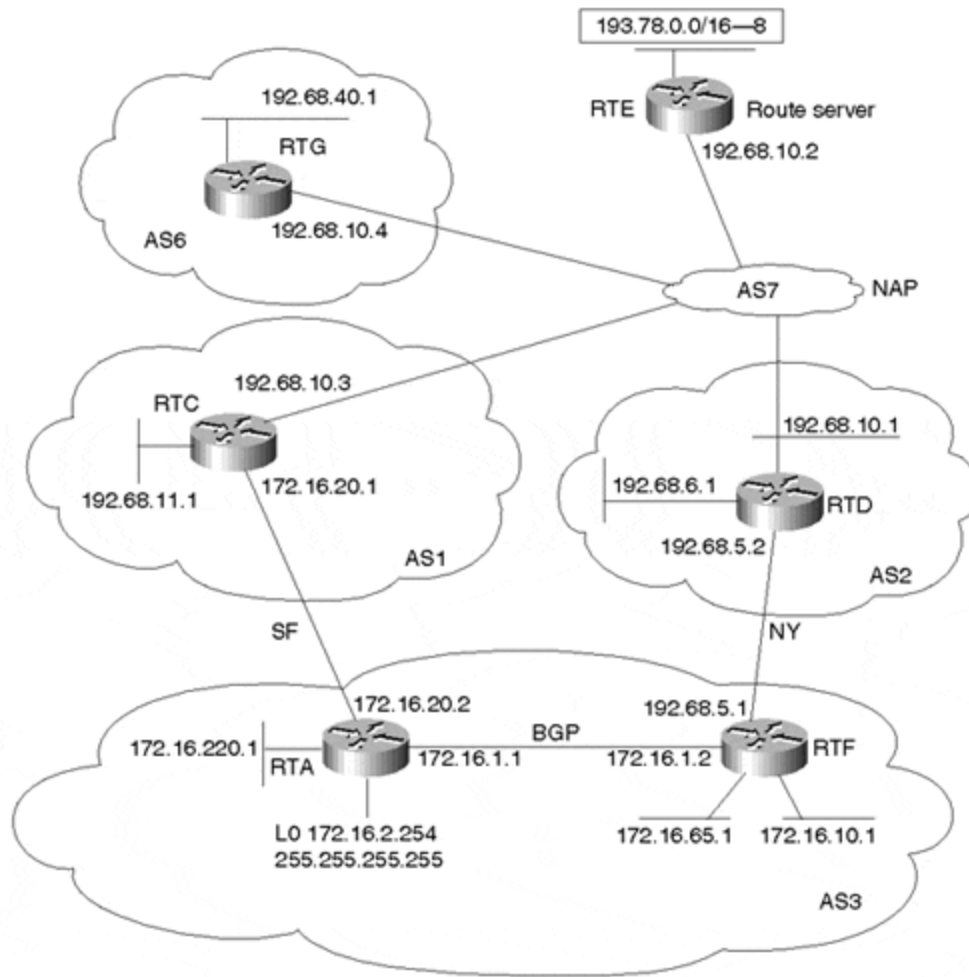 193.78.0.0/16—8
192.68.40.1
RTE
Route server
RTG
192.68.10.2
192.68.10.4
AS6
AS7
NAP
192.68.10.3
RTC
192.68.10.1
172.16.20.1
192.68.6.1
192.68.11.1
RTD
192.68.5.2
AS1
AS2
SF
NY
172.16.20.2
192.68.5.1
BGP
172.16.220.1
RTA
172.16.1.1
172.16.1.2
RTF
L0 172.16.2.254
255.255.255.255
172.16.65.1
172.16.10.1
AS3